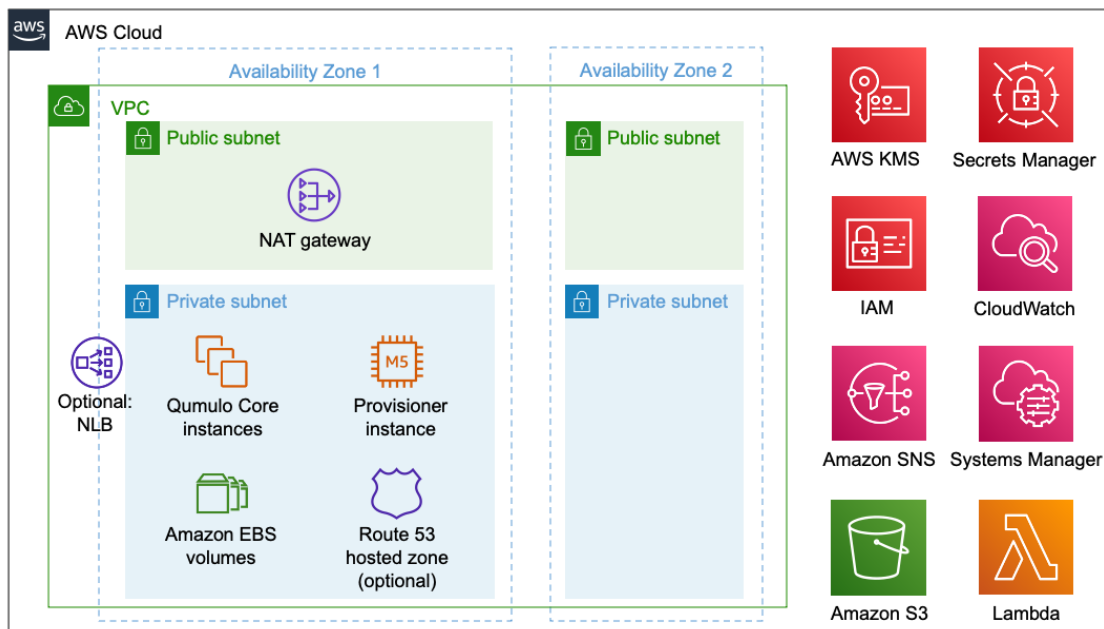 aws
AWS Cloud
Availability Zone 1
Availability Zone 2
VPC
Public subnet
Public subnet
NAT gateway
Private subnet
Private subnet
Optional:
NLB
Qumulo Core
instances
M5
Provisioner
instance
Amazon EBS
volumes
Route 53
hosted zone
(optional)
AWS KMS
Secrets Manager
IAM
CloudWatch
Amazon SNS
Systems Manager
Amazon S3
Lambda